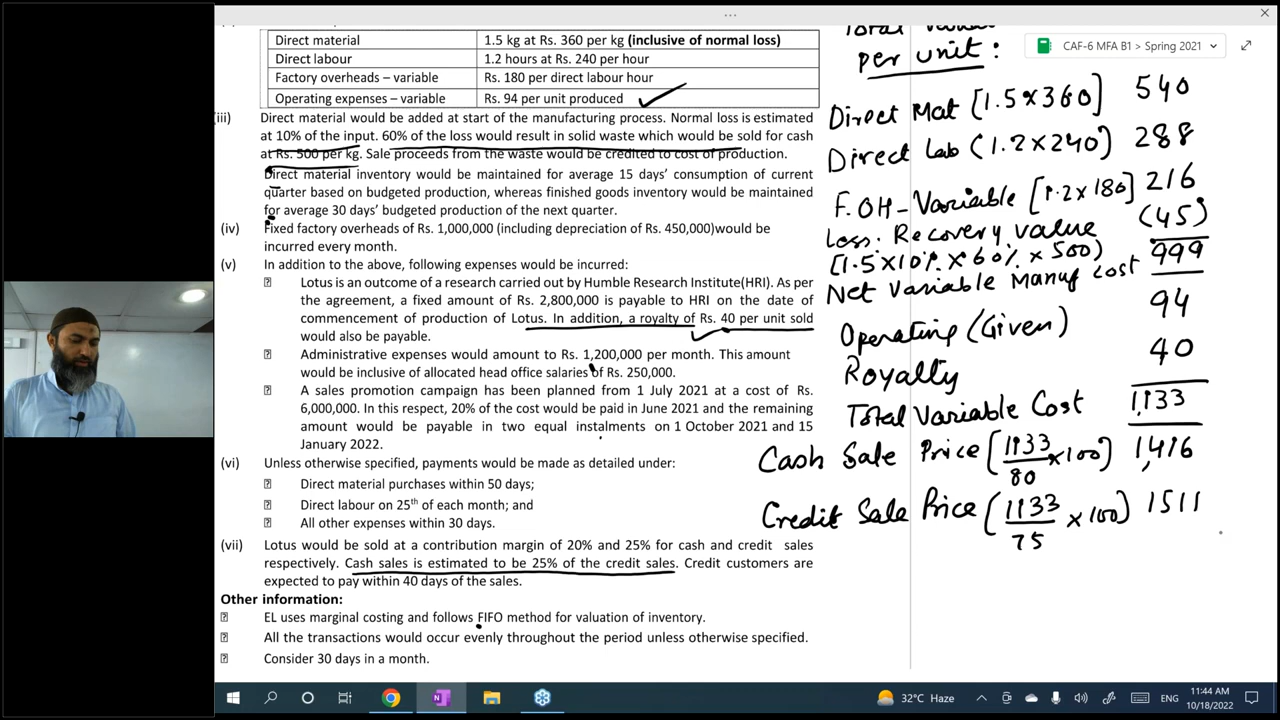 CAF-6 MFA B1 > Spring 2021
Direct material 1.5 kg at Rs. 360 per kg (inclusive of normal loss)
Direct labour 1.2 hours at Rs. 240 per hour
Factory overheads – variable Rs. 180 per direct labour hour
Operating expenses – variable Rs. 94 per unit produced
(iii) Direct material would be added at start of the manufacturing process. Normal loss is estimated
at 10% of the input. 60% of the loss would result in solid waste which would be sold for cash
at Rs. 500 per kg. Sale proceeds from the waste would be credited to cost of production.
Direct material inventory would be maintained for average 15 days’ consumption of current
quarter based on budgeted production, whereas finished goods inventory would be maintained
for average 30 days’ budgeted production of the next quarter.
(iv) Fixed factory overheads of Rs. 1,000,000 (including depreciation of Rs. 450,000)would be
incurred every month.
(v) In addition to the above, following expenses would be incurred:
Lotus is an outcome of a research carried out by Humble Research Institute(HRI). As per
the agreement, a fixed amount of Rs. 2,800,000 is payable to HRI on the date of
commencement of production of Lotus. In addition, a royalty of Rs. 40 per unit sold
would also be payable.
Administrative expenses would amount to Rs. 1,200,000 per month. This amount
would be inclusive of allocated head office salaries of Rs. 250,000.
A sales promotion campaign has been planned from 1 July 2021 at a cost of Rs.
6,000,000. In this respect, 20% of the cost would be paid in June 2021 and the remaining
amount would be payable in two equal instalments on 1 October 2021 and 15
January 2022.
(vi) Unless otherwise specified, payments would be made as detailed under:
Direct material purchases within 50 days;
Direct labour on 25th of each month; and
All other expenses within 30 days.
(vii) Lotus would be sold at a contribution margin of 20% and 25% for cash and credit sales
respectively. Cash sales is estimated to be 25% of the credit sales. Credit customers are
expected to pay within 40 days of the sales.
Other information:
EL uses marginal costing and follows FIFO method for valuation of inventory.
All the transactions would occur evenly throughout the period unless otherwise specified.
Consider 30 days in a month.
per unit :
Direct Mat [1.5×360] 540
Direct Lab (1.2×240) 288
F.OH-Variable [1.2×180] 216
Less: Recovery value (45)
[1.5×10%×60%×500)
Net Variable Manuf Cost 999
Operating (Given) 94
Royalty 40
Total Variable Cost 1,133
Cash Sale Price (1133/80 ×100) 1,416
Credit Sale Price (1133/75 ×100) 1511
32°C Haze
ENG
11:44 AM
10/18/2022